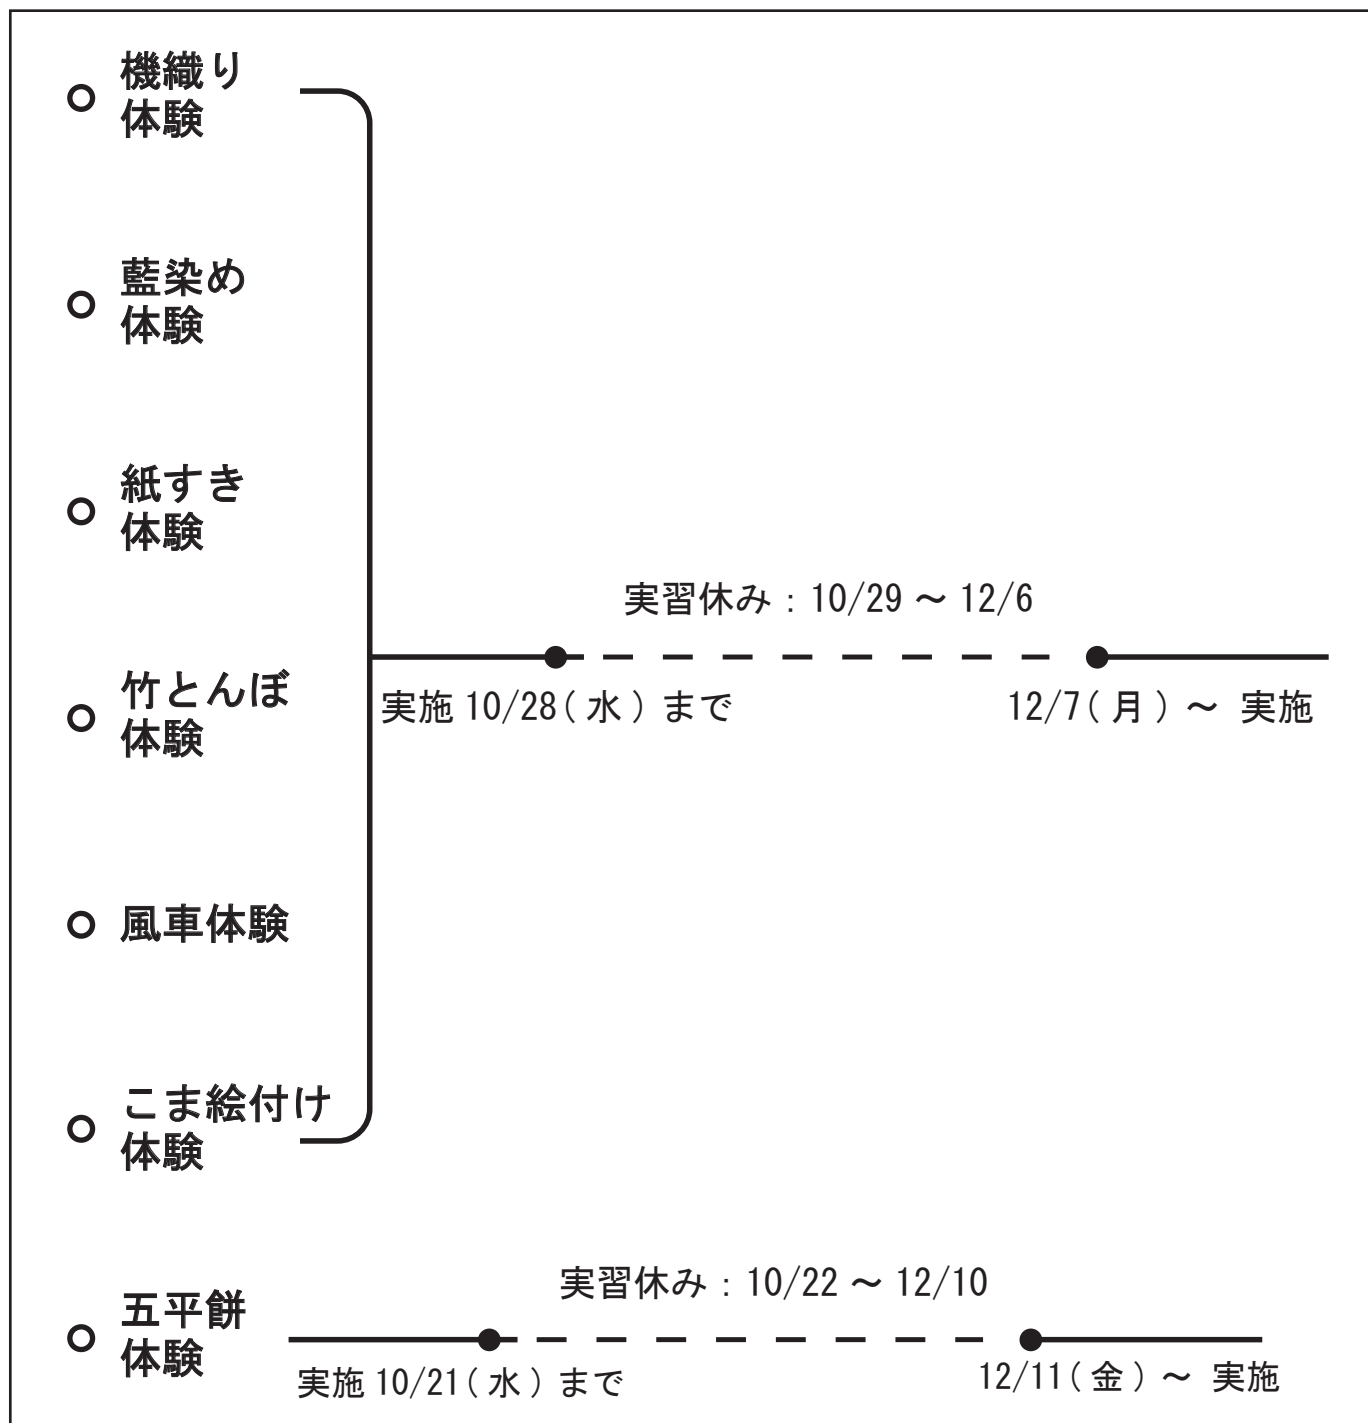 機織り
体験
藍染め
体験
紙すき
体験
竹とんぼ
体験
風車体験
こま絵付け
体験
実習休み：10/29 〜 12/6
実施 10/28( 水 ) まで
12/7( 月 ) 〜 実施
五平餅
体験
実習休み：10/22 〜 12/10
実施 10/21( 水 ) まで
12/11( 金 ) 〜 実施